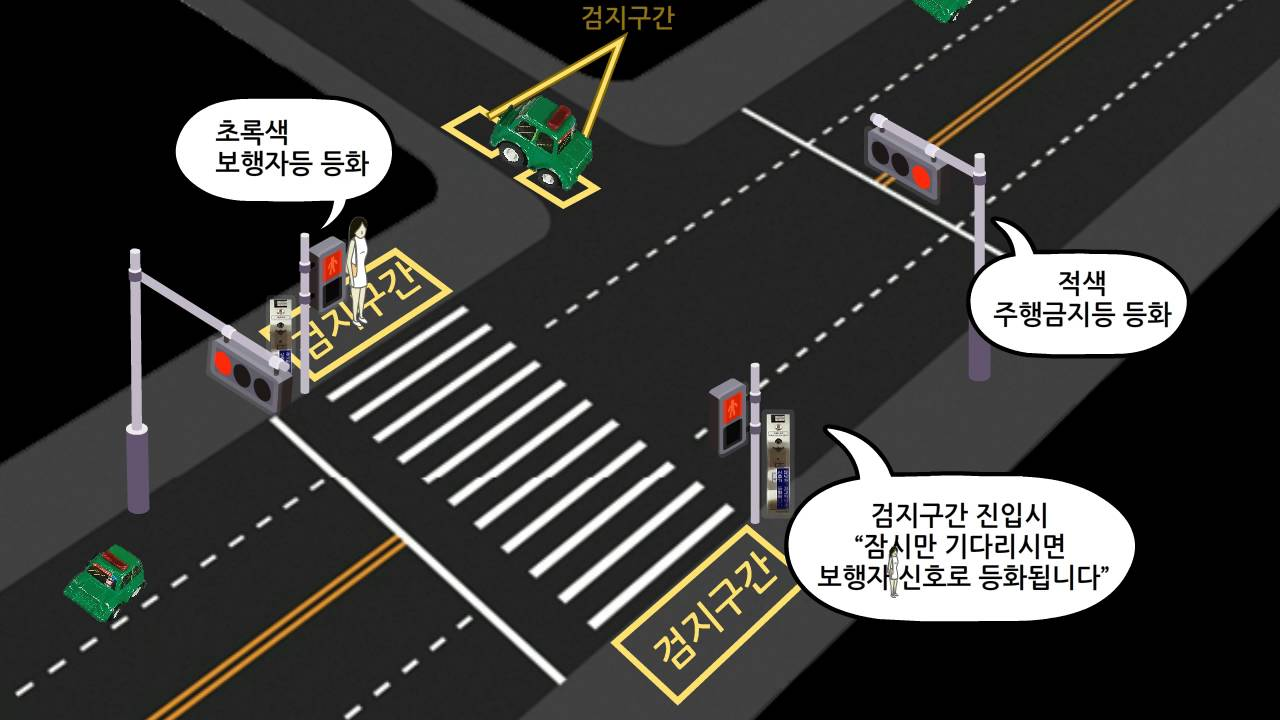 검지구간
초록색
보행자등 등화
검지구간
적색
주행금지등 등화
검지구간 진입시
“잠시만 기다리시면
보행자 신호로 등화됩니다”
검지구간